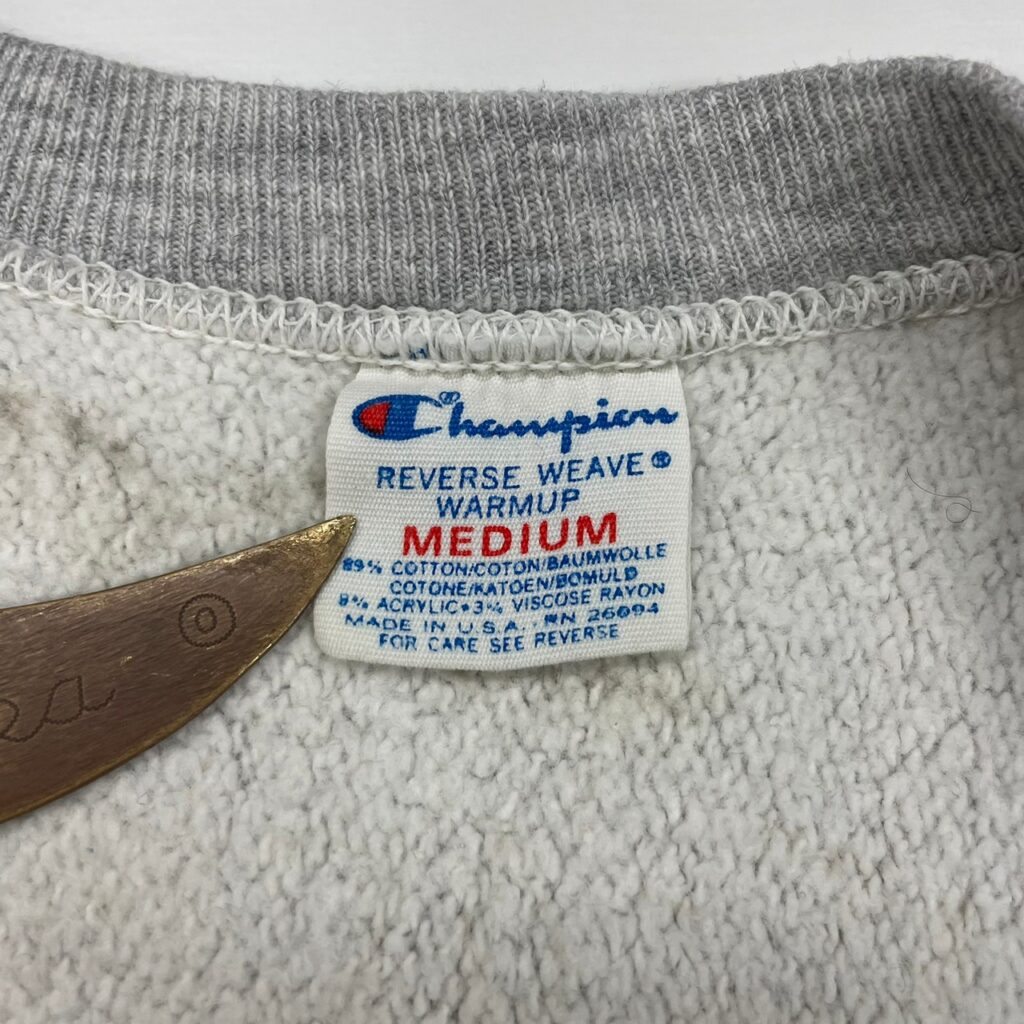 Champion®
REVERSE WEAVE®
WARMUP
MEDIUM
89% COTTON/COTON/BAUMWOLLE
COTONE/KATOEN/BOMULD
8% ACRYLIC•3% VISCOSE RAYON
MADE IN U.S.A. RN 26094
FOR CARE SEE REVERSE